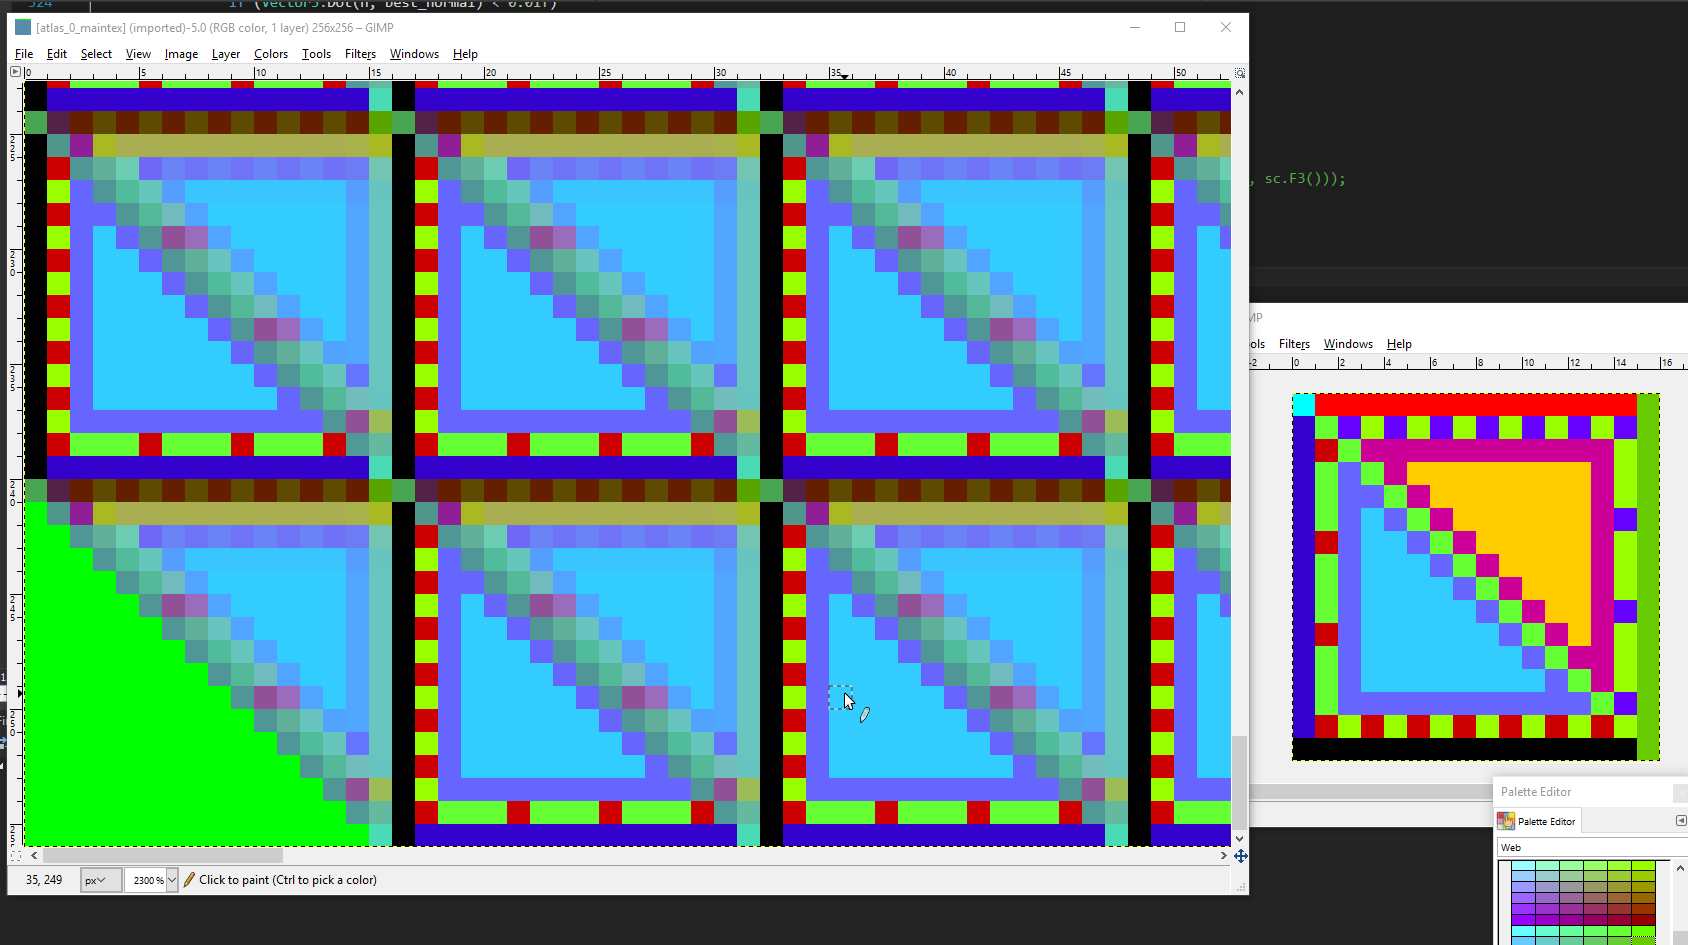 524 if (Vector3.Dot(n, best_normal) < 0.01f)
[atlas_0_maintex] (imported)-5.0 (RGB color, 1 layer) 256x256 – GIMP
File Edit Select View Image Layer Colors Tools Filters Windows Help
0 5 10 15 20 25 30 35 40 45 50
225
230
235
240
245
250
25
, sc.F3()));
MP
ols Filters Windows Help
-2 0 2 4 6 8 10 12 14 16
Palette Editor
Palette Editor
Web
35, 249 px 2300 % Click to paint (Ctrl to pick a color)